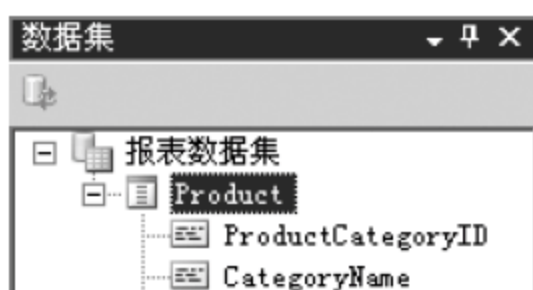 数据集
报表数据集
Product
ProductCategoryID
CategoryName